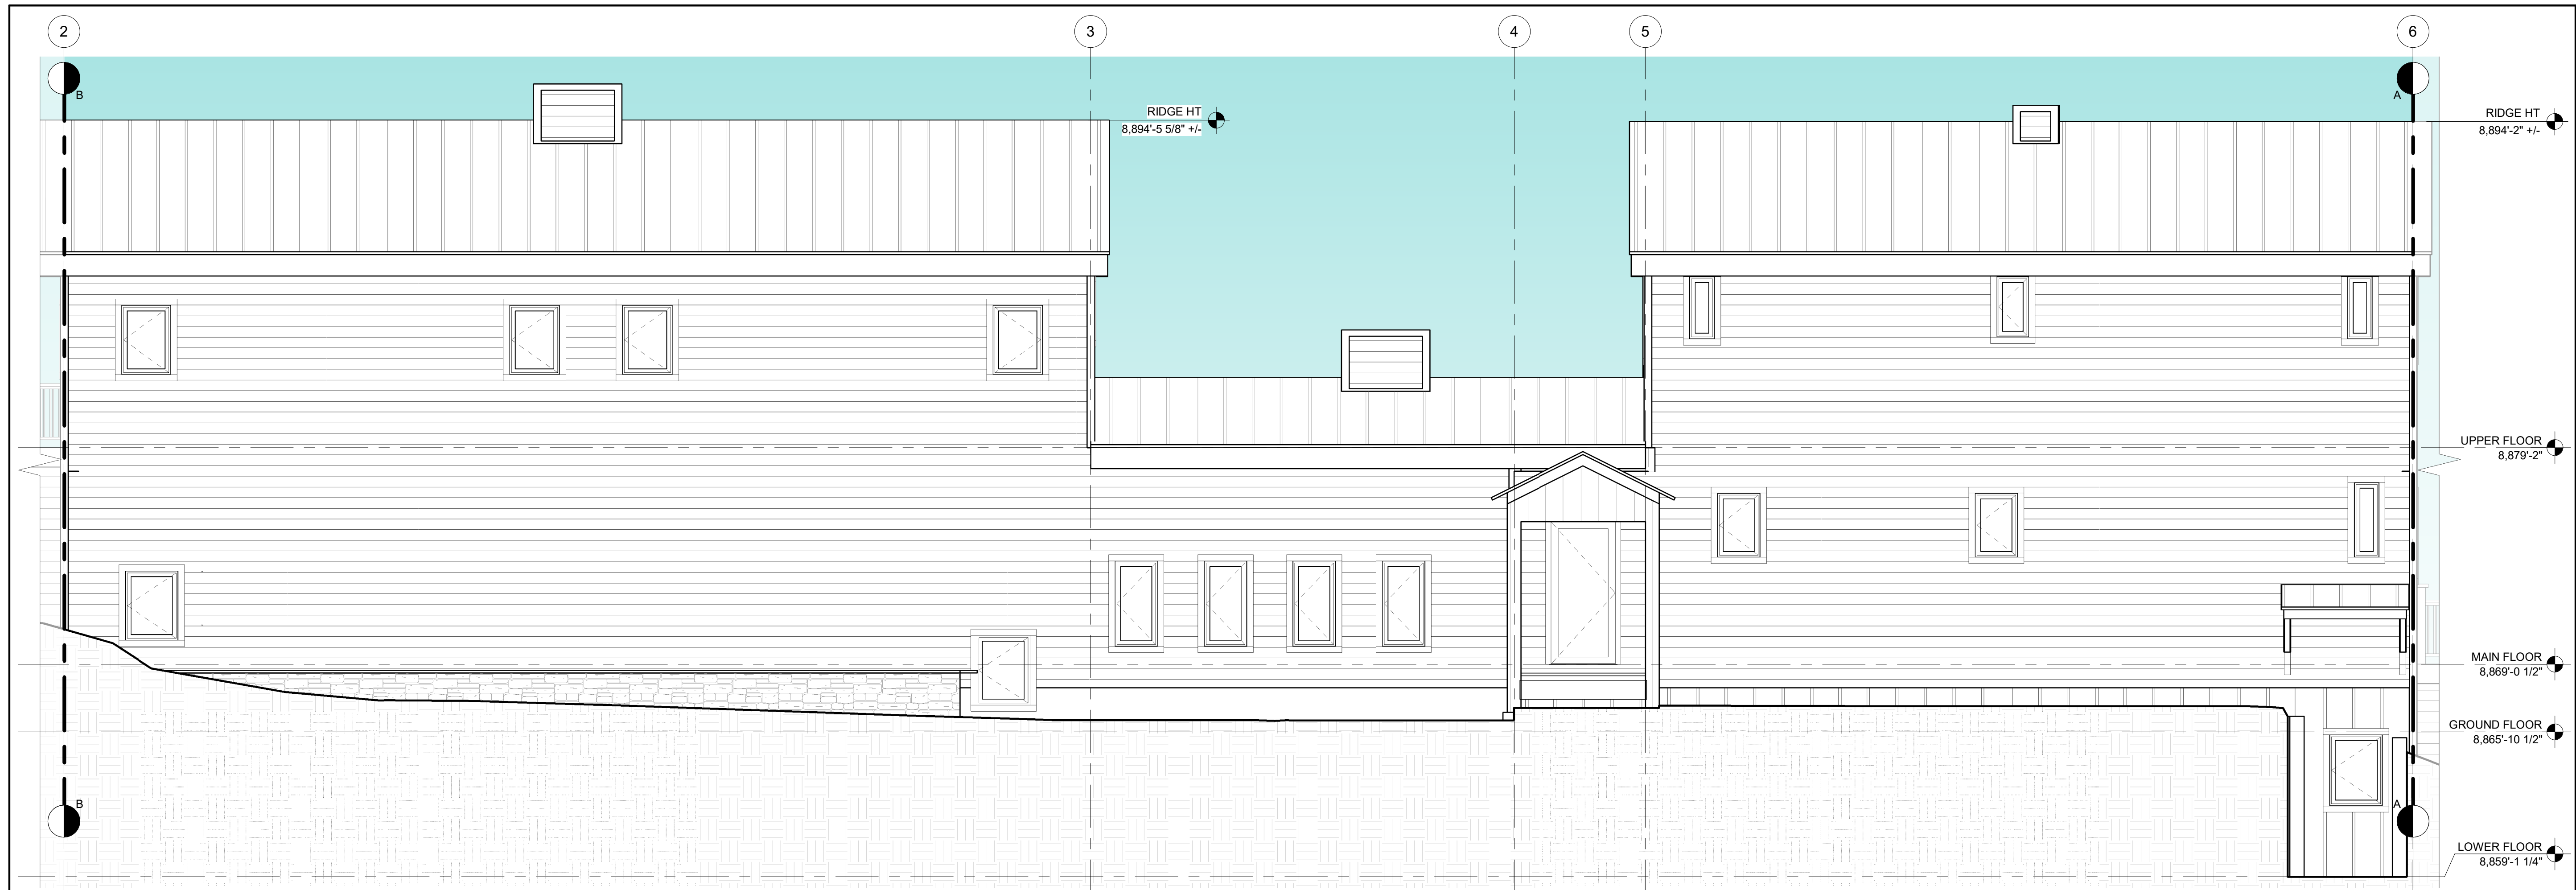 2
3
4
5
6
B
A
RIDGE HT
8,894'-5 5/8" +/-
RIDGE HT
8,894'-2" +/-
UPPER FLOOR
8,879'-2"
MAIN FLOOR
8,869'-0 1/2"
GROUND FLOOR
8,865'-10 1/2"
B
A
LOWER FLOOR
8,859'-1 1/4"